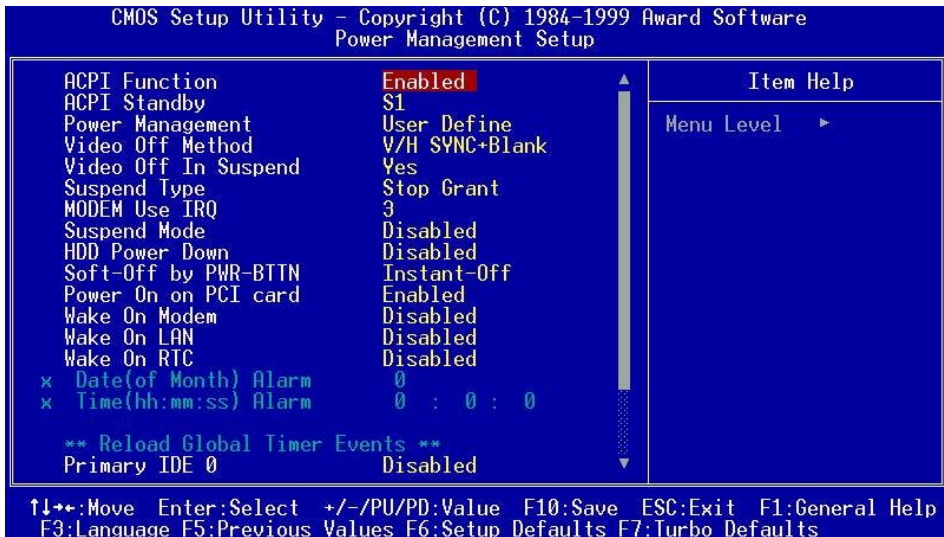 CMOS Setup Utility - Copyright (C) 1984-1999 Award Software
Power Management Setup
ACPI Function Enabled
ACPI Standby S1
Power Management User Define
Video Off Method V/H SYNC+Blank
Video Off In Suspend Yes
Suspend Type Stop Grant
MODEM Use IRQ 3
Suspend Mode Disabled
HDD Power Down Disabled
Soft-Off by PWR-BTTN Instant-Off
Power On on PCI card Enabled
Wake On Modem Disabled
Wake On LAN Disabled
Wake On RTC Disabled
x Date(of Month) Alarm 0
x Time(hh:mm:ss) Alarm 0 : 0 : 0
** Reload Global Timer Events **
Primary IDE 0 Disabled
Item Help
Menu Level ►
↑↓→←:Move Enter:Select +/-/PU/PD:Value F10:Save ESC:Exit F1:General Help
F3:Language F5:Previous Values F6:Setup Defaults F7:Turbo Defaults